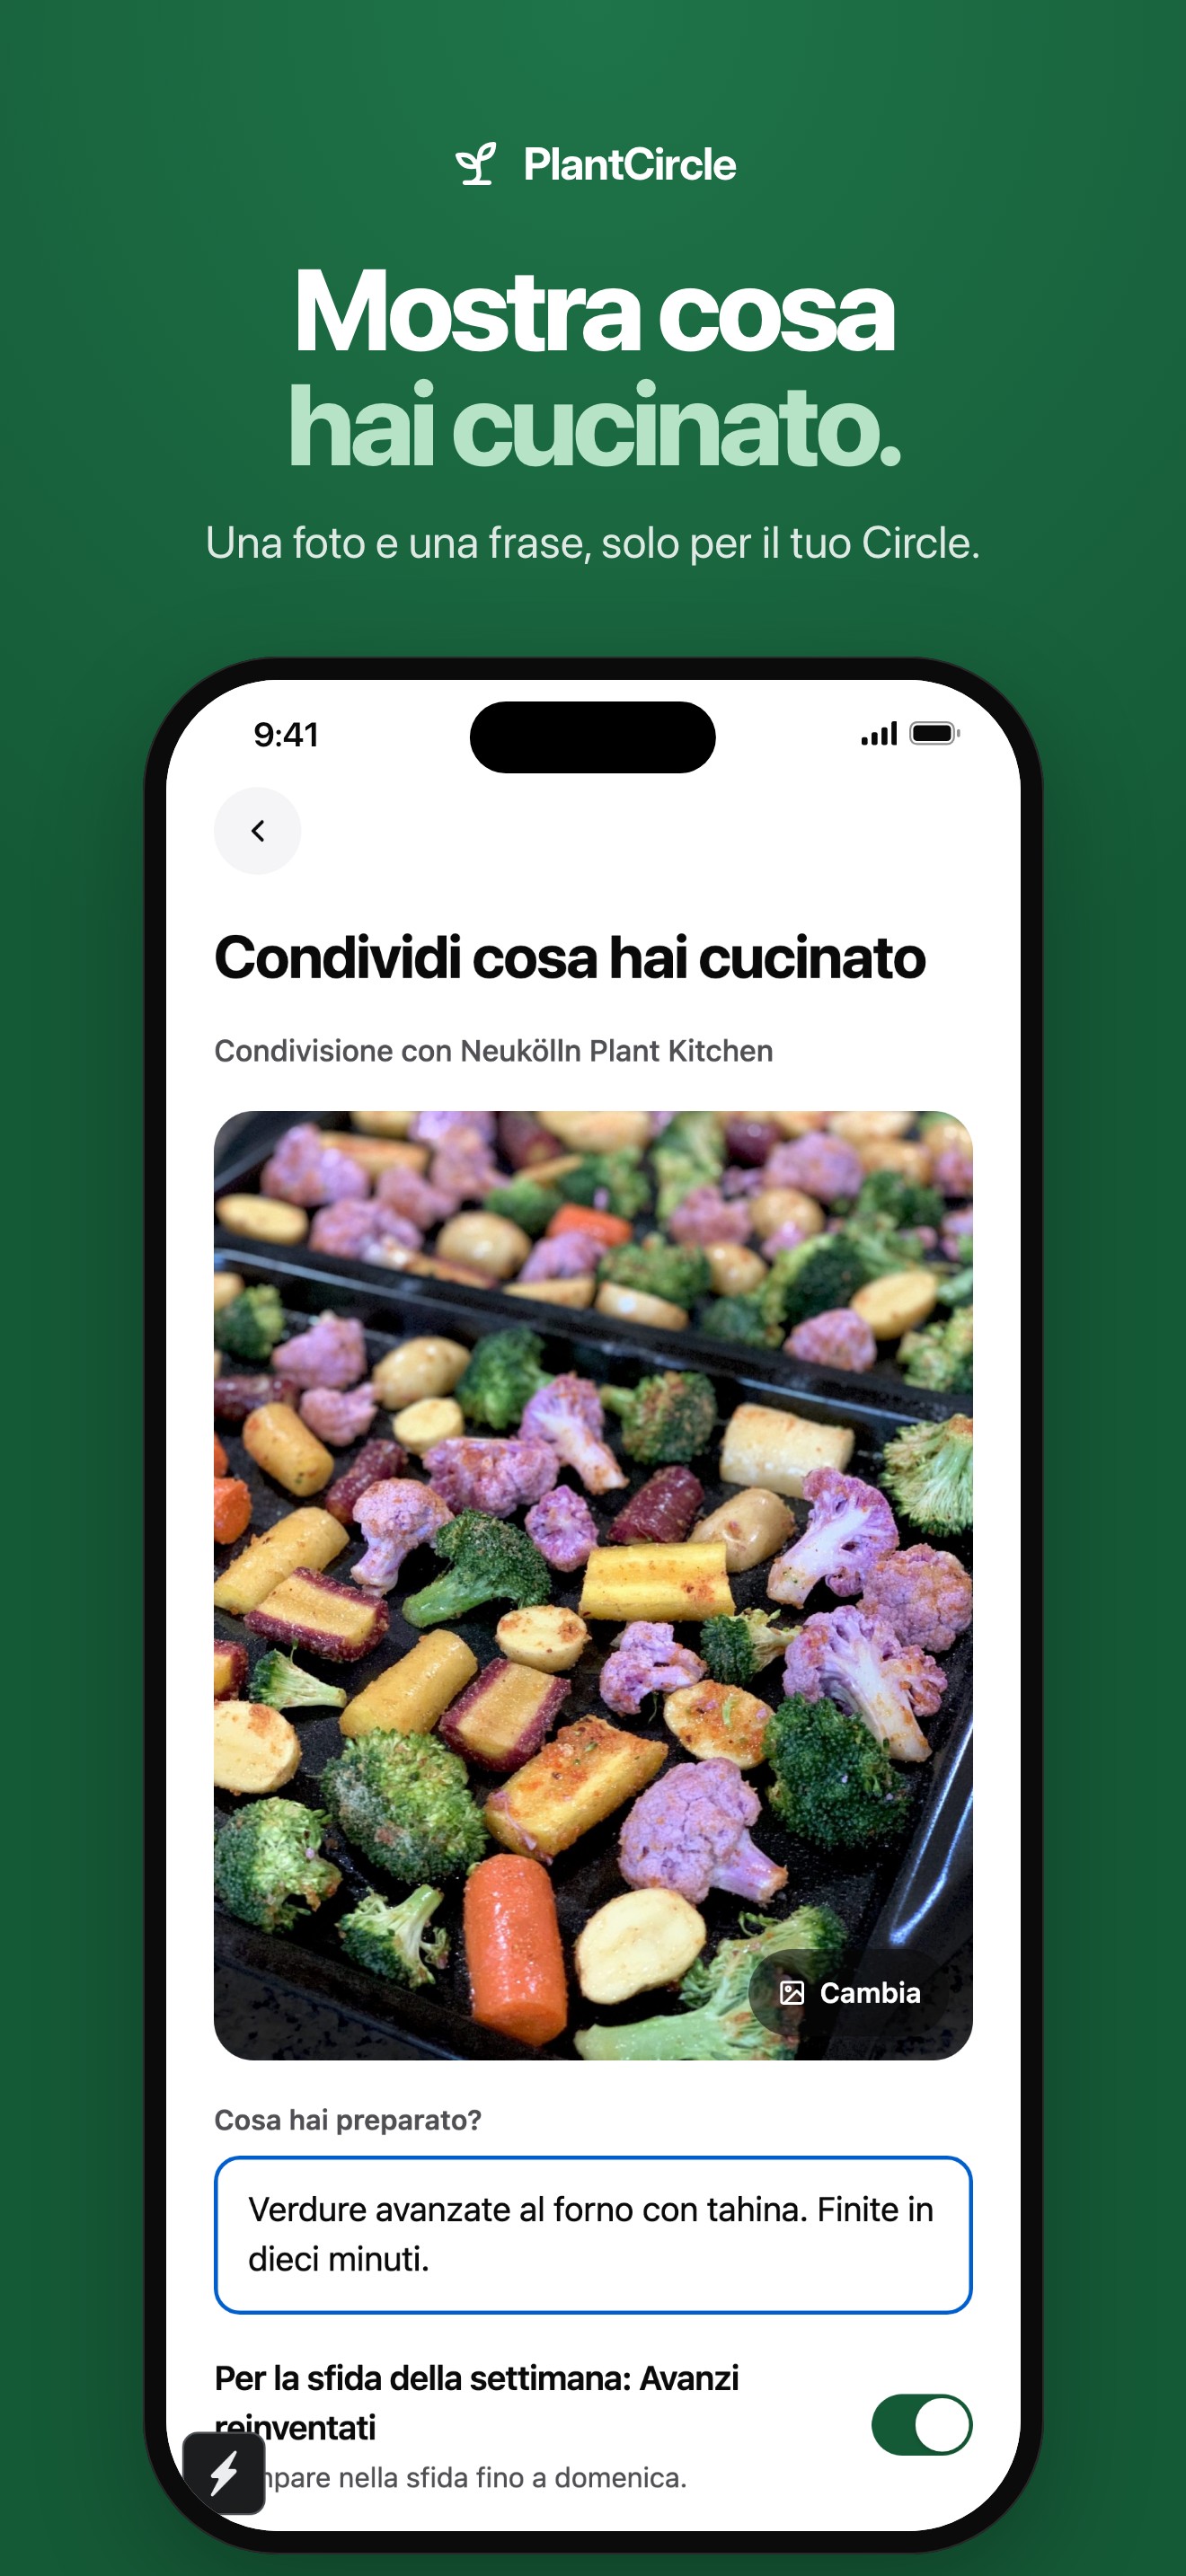 PlantCircle
Mostra cosa
hai cucinato.
Una foto e una frase, solo per il tuo Circle.
9:41
Condividi cosa hai cucinato
Condivisione con Neukölln Plant Kitchen
Cambia
Cosa hai preparato?
Verdure avanzate al forno con tahina. Finite in
dieci minuti.
Per la sfida della settimana: Avanzi
reinventati
nella sfida fino a domenica.